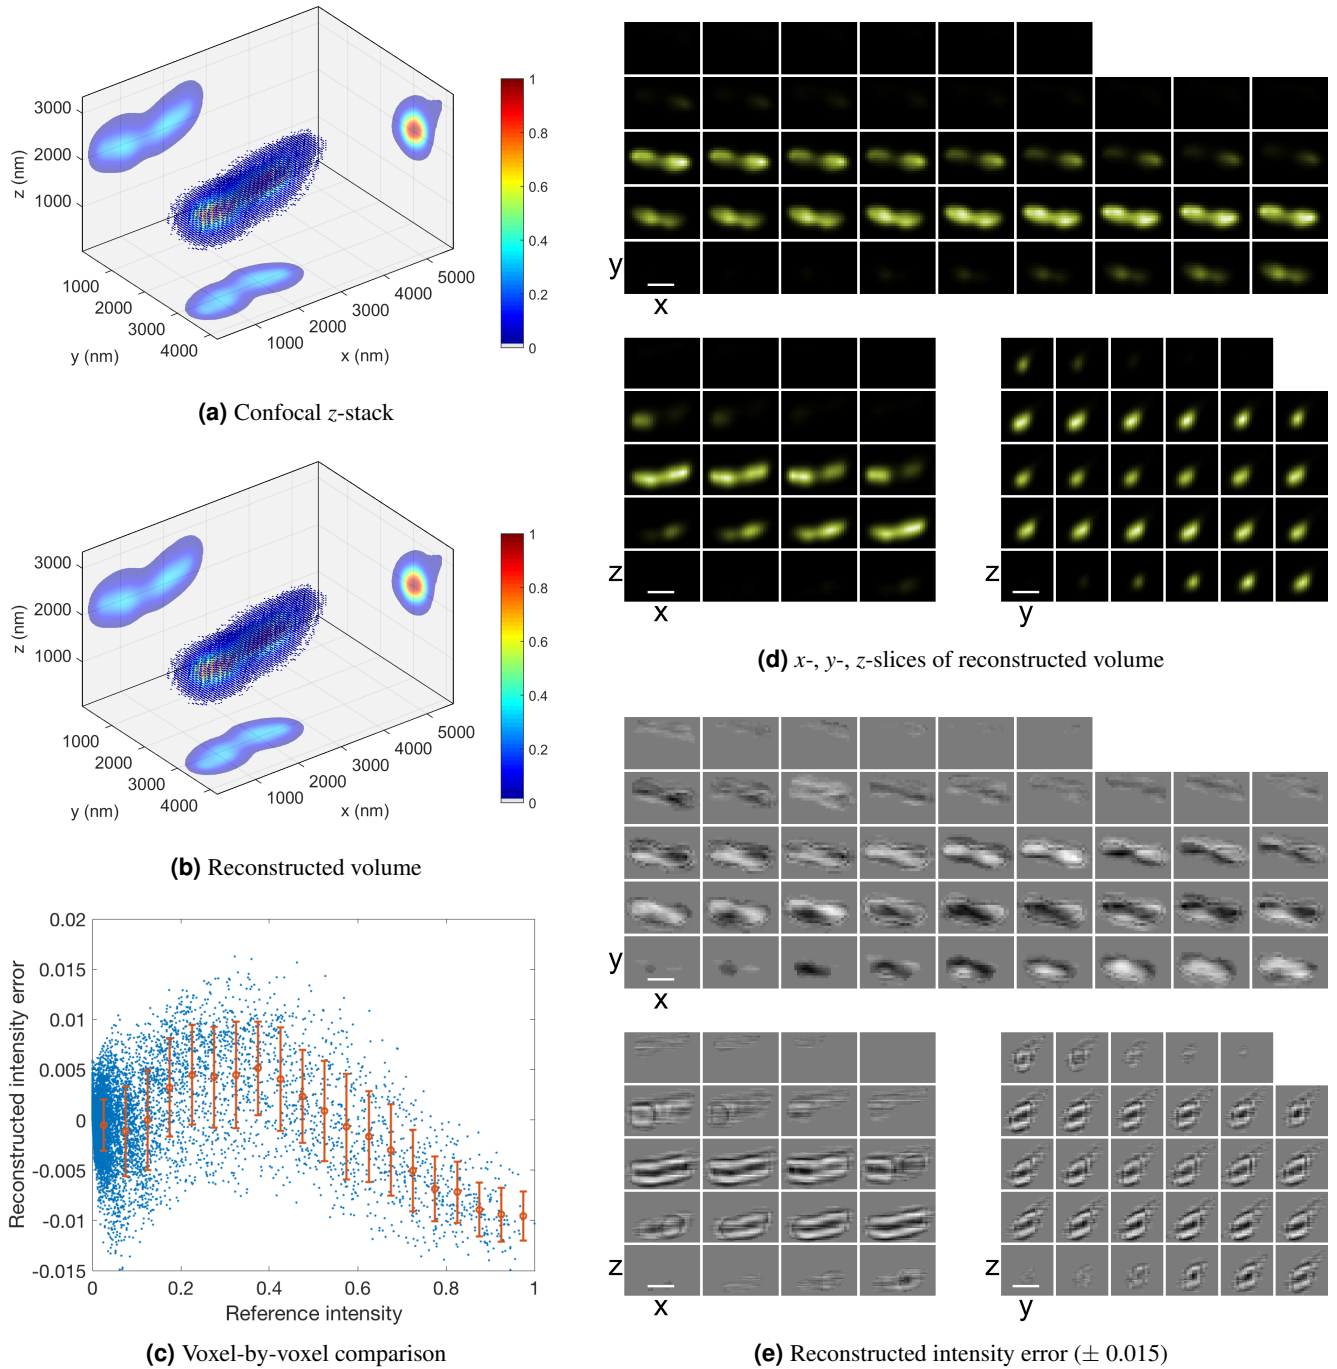 3000
2000
1000
z (nm)
1000
2000
3000
4000
y (nm)
1000
2000
3000
4000
5000
x (nm)
1
0.8
0.6
0.4
0.2
0
(a) Confocal z-stack
3000
2000
1000
z (nm)
1000
2000
3000
4000
y (nm)
1000
2000
3000
4000
5000
x (nm)
1
0.8
0.6
0.4
0.2
0
(b) Reconstructed volume
0.02
0.015
0.01
0.005
0
-0.005
-0.01
-0.015
Reconstructed intensity error
0
0.2
0.4
0.6
0.8
1
Reference intensity
(c) Voxel-by-voxel comparison
y
x
z
x
z
y
(d) x-, y-, z-slices of reconstructed volume
y
x
z
x
z
y
(e) Reconstructed intensity error (± 0.015)